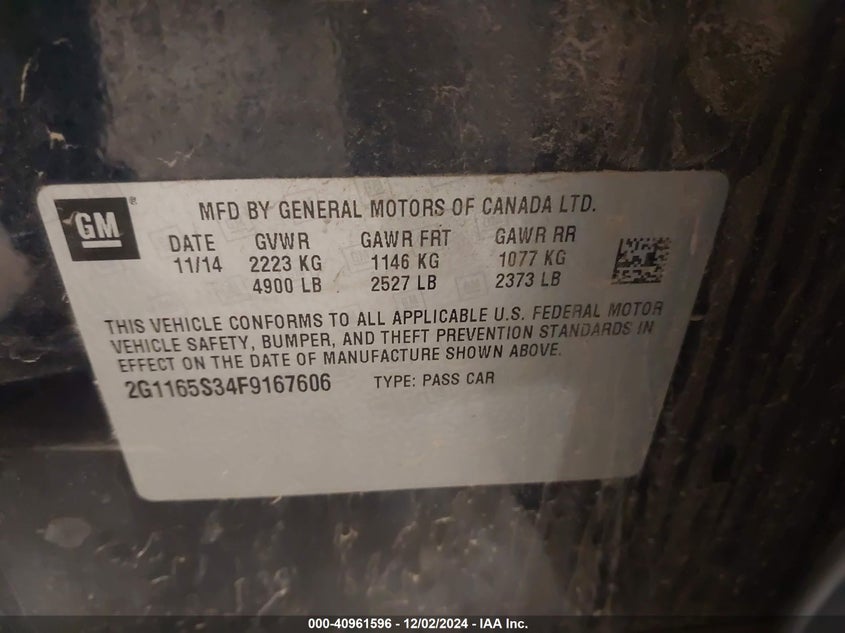 GM ®
MFD BY GENERAL MOTORS OF CANADA LTD.
DATE GVWR GAWR FRT GAWR RR
11/14 2223 KG 1146 KG 1077 KG
4900 LB 2527 LB 2373 LB
THIS VEHICLE CONFORMS TO ALL APPLICABLE U.S. FEDERAL MOTOR
VEHICLE SAFETY, BUMPER, AND THEFT PREVENTION STANDARDS IN
EFFECT ON THE DATE OF MANUFACTURE SHOWN ABOVE.
2G1165S34F9167606 TYPE: PASS CAR
000-40961596 - 12/02/2024 - IAA Inc.